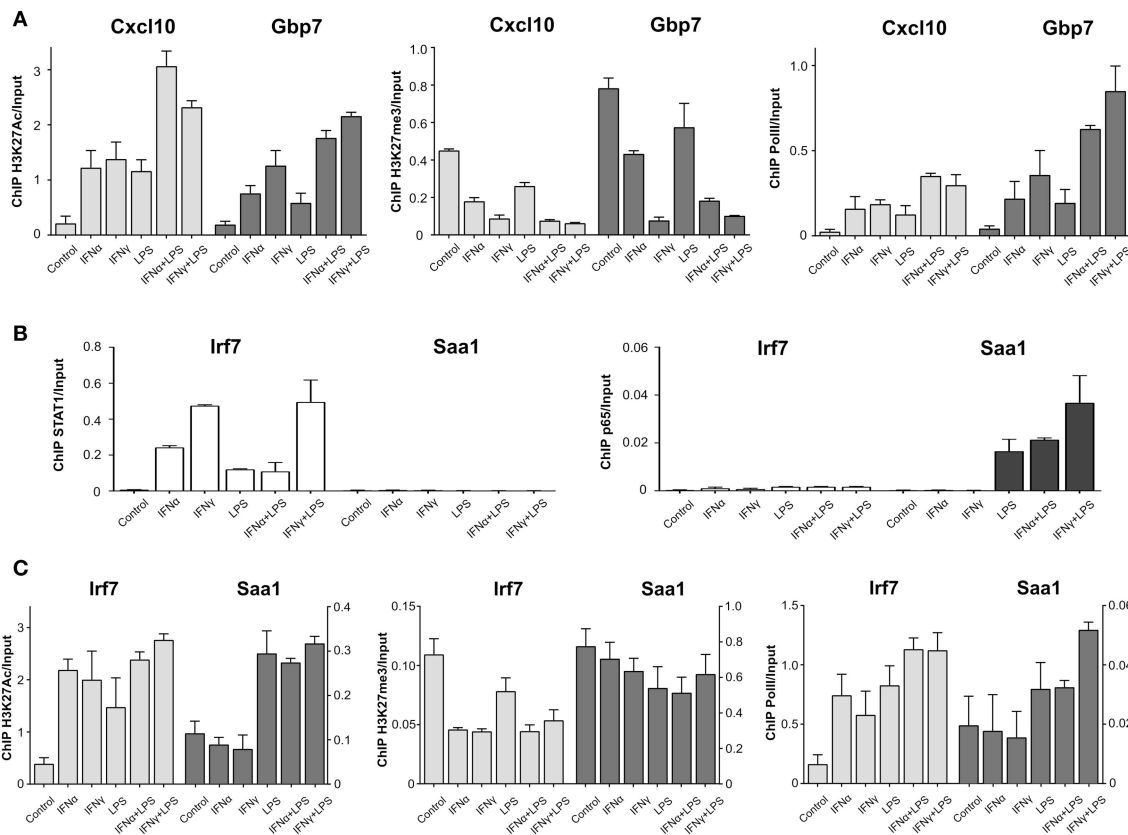 A
Cxcl10 Gbp7
ChIP H3K27Ac/Input
3
2
1
0
Control IFNα IFNγ LPS IFNα+LPS IFNγ+LPS Control IFNα IFNγ LPS IFNα+LPS IFNγ+LPS
Cxcl10 Gbp7
ChIP H3K27me3/Input
1.0
0.8
0.6
0.4
0.2
0
Control IFNα IFNγ LPS IFNα+LPS IFNγ+LPS Control IFNα IFNγ LPS IFNα+LPS IFNγ+LPS
Cxcl10 Gbp7
ChIP PolII/Input
1.0
0.5
0
Control IFNα IFNγ LPS IFNα+LPS IFNγ+LPS Control IFNα IFNγ LPS IFNα+LPS IFNγ+LPS
B
Irf7 Saa1
ChIP STAT1/Input
0.8
0.6
0.4
0.2
0
Control IFNα IFNγ LPS IFNα+LPS IFNγ+LPS Control IFNα IFNγ LPS IFNα+LPS IFNγ+LPS
Irf7 Saa1
ChIP p65/Input
0.06
0.04
0.02
0
Control IFNα IFNγ LPS IFNα+LPS IFNγ+LPS Control IFNα IFNγ LPS IFNα+LPS IFNγ+LPS
C
Irf7 Saa1
ChIP H3K27Ac/Input
3
2
1
0
0.4
0.3
0.2
0.1
0
Control IFNα IFNγ LPS IFNα+LPS IFNγ+LPS Control IFNα IFNγ LPS IFNα+LPS IFNγ+LPS
Irf7 Saa1
ChIP H3K27me3/Input
0.15
0.10
0.05
0.00
1.0
0.8
0.6
0.4
0.2
0
Control IFNα IFNγ LPS IFNα+LPS IFNγ+LPS Control IFNα IFNγ LPS IFNα+LPS IFNγ+LPS
Irf7 Saa1
ChIP PolII/Input
1.5
1.0
0.5
0.0
0.06
0.04
0.02
0
Control IFNα IFNγ LPS IFNα+LPS IFNγ+LPS Control IFNα IFNγ LPS IFNα+LPS IFNγ+LPS